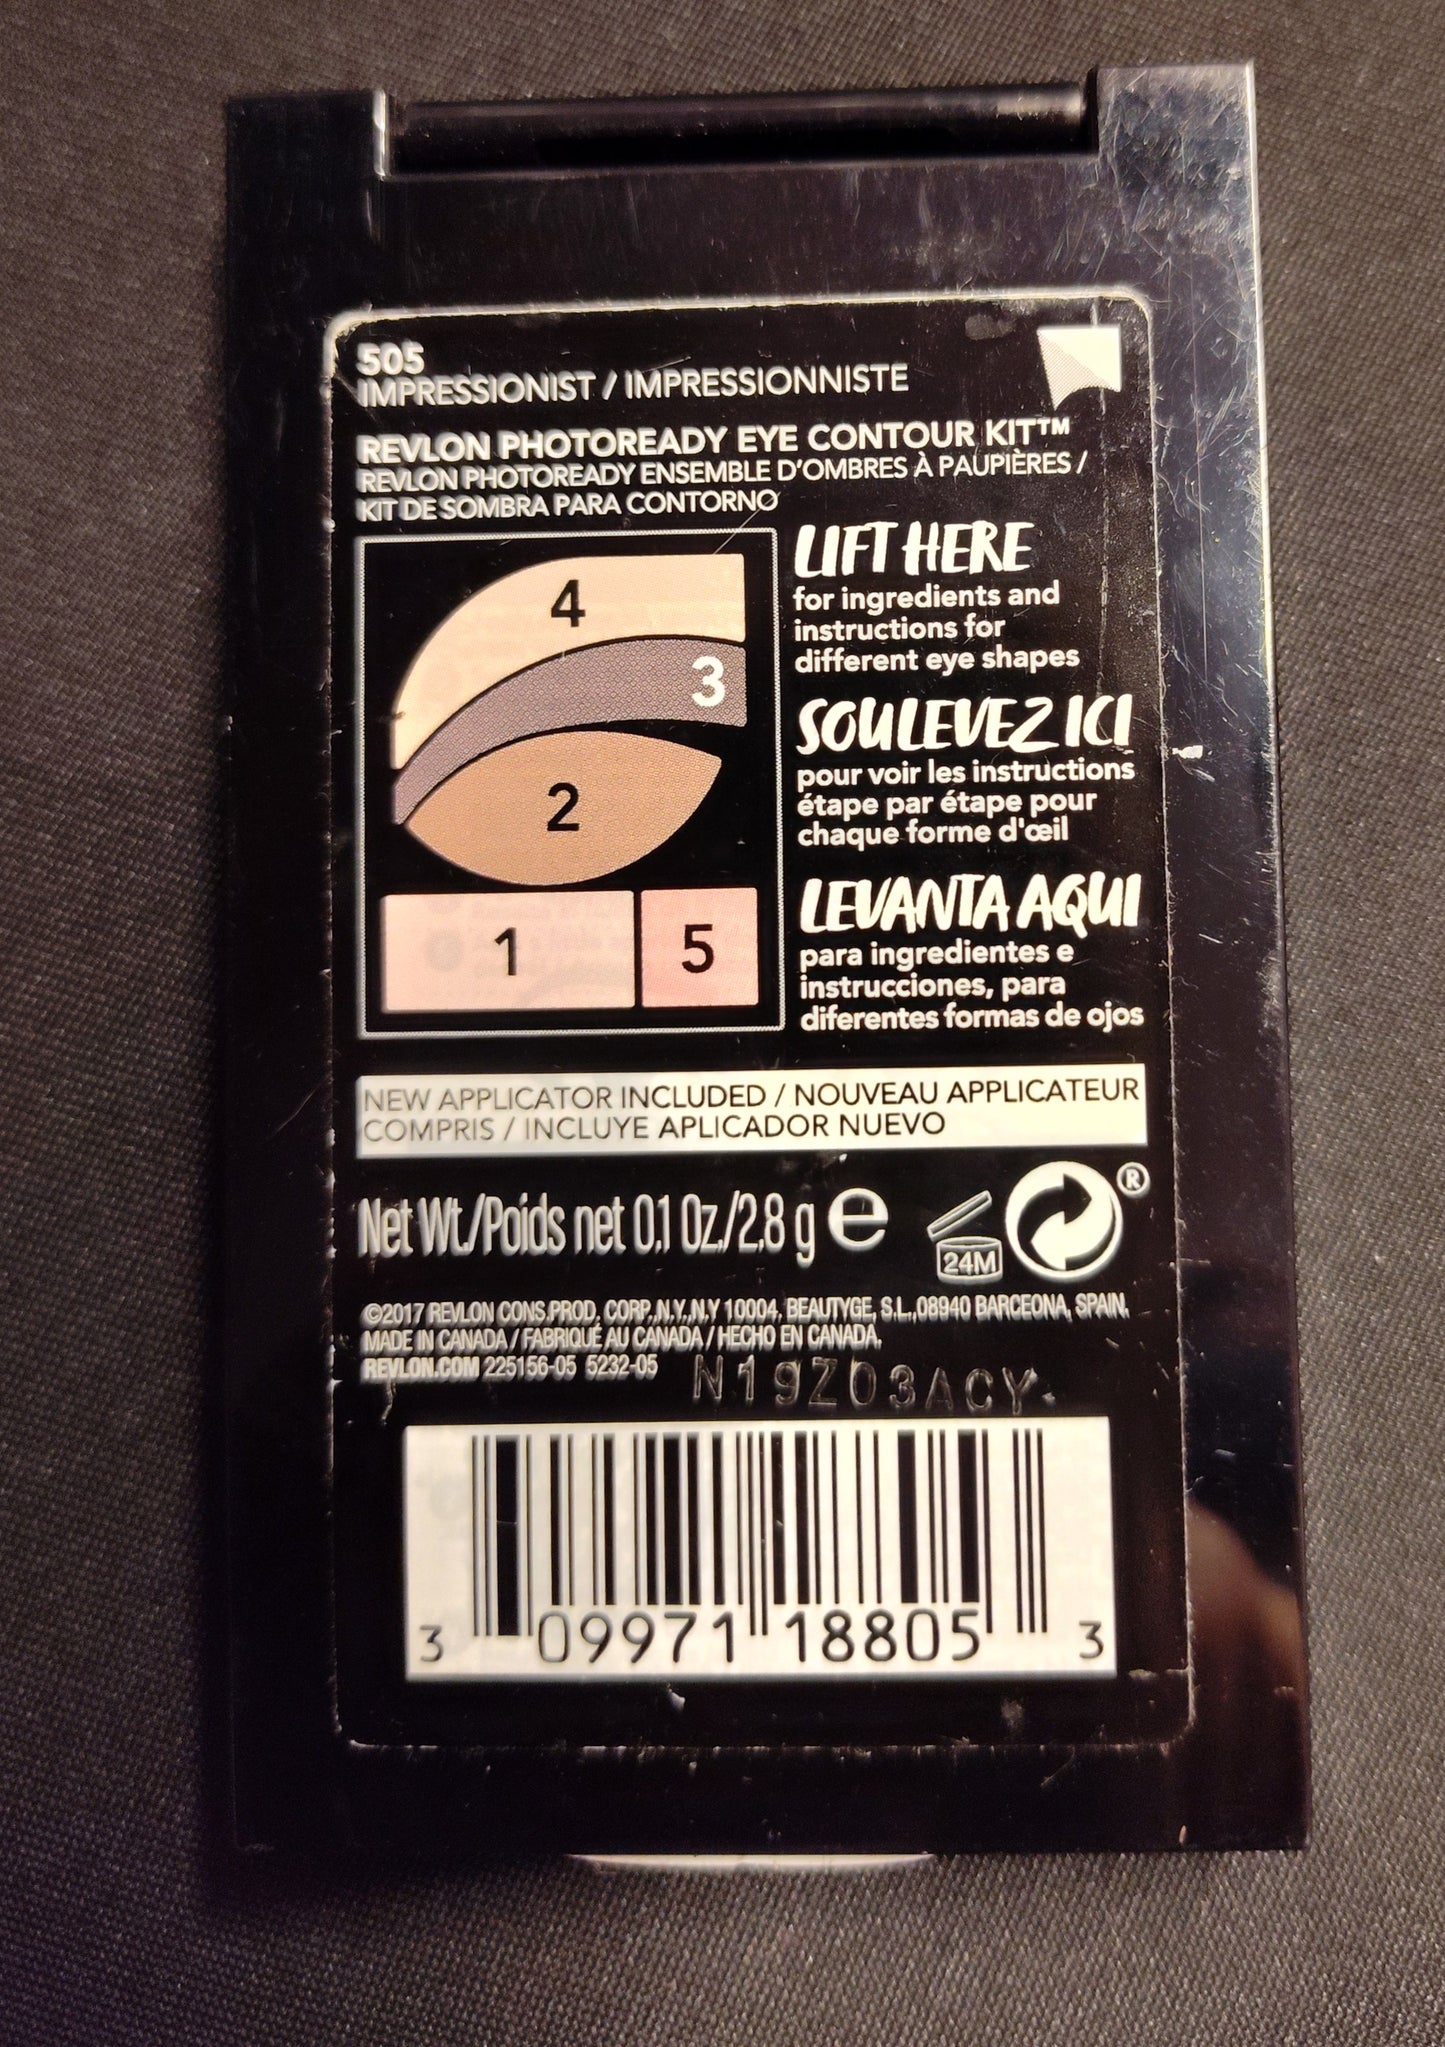 505
IMPRESSIONIST / IMPRESSIONNISTE
REVLON PHOTOREADY EYE CONTOUR KIT™
REVLON PHOTOREADY ENSEMBLE D'OMBRES À PAUPIÈRES /
KIT DE SOMBRA PARA CONTORNO
4
3
2
1
5
LIFT HERE
for ingredients and
instructions for
different eye shapes
SOULEVEZ ICI
pour voir les instructions
étape par étape pour
chaque forme d'œil
LEVANTA AQUI
para ingredientes e
instrucciones, para
diferentes formas de ojos
NEW APPLICATOR INCLUDED / NOUVEAU APPLICATEUR
COMPRIS / INCLUYE APLICADOR NUEVO
Net Wt./Poids net 0.1 Oz./2.8 g ℮
24M
®
©2017 REVLON CONS.PROD. CORP.,N.Y.,N.Y 10004. BEAUTYGE, S.L.,08940 BARCEONA, SPAIN.
MADE IN CANADA / FABRIQUÉ AU CANADA / HECHO EN CANADA.
REVLON.COM 225156-05 5232-05
N19Z03ACY
3 09971 18805 3